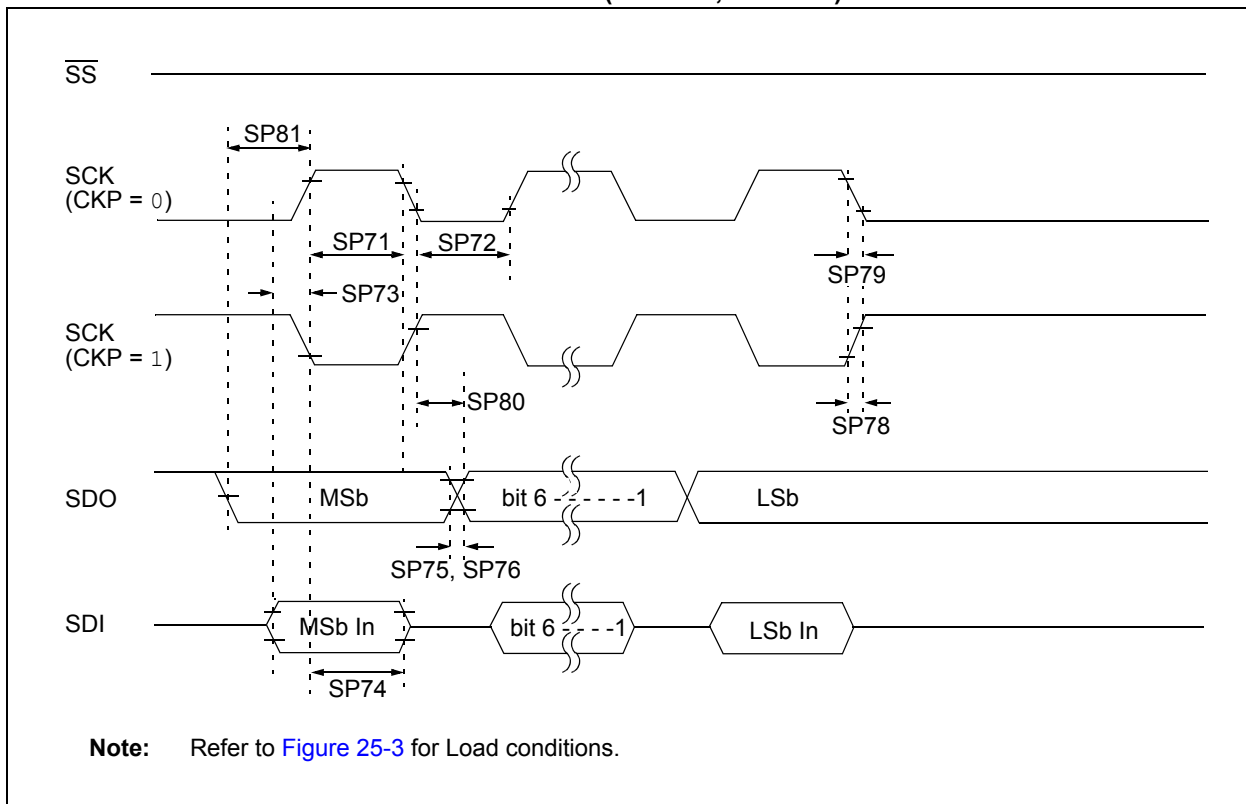 SS
SP81
SCK
(CKP = 0)
SP71
SP72
SP79
SP73
SCK
(CKP = 1)
SP80
SP78
SDO
MSb
bit 6 - - - - - -1
LSb
SP75, SP76
SDI
MSb In
bit 6 - - - -1
LSb In
SP74
Note: Refer to Figure 25-3 for Load conditions.